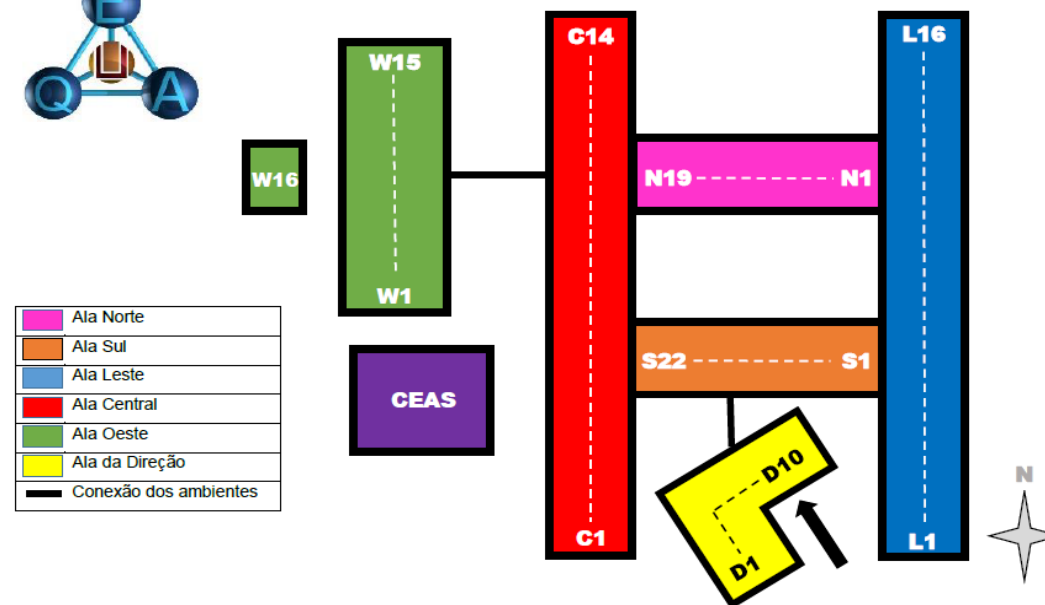 E
Q
A
C14
L16
W15
W16
N19
N1
W1
S22
S1
Ala Norte
Ala Sul
Ala Leste
Ala Central
Ala Oeste
Ala da Direção
Conexão dos ambientes
CEAS
D10
D1
C1
L1
N